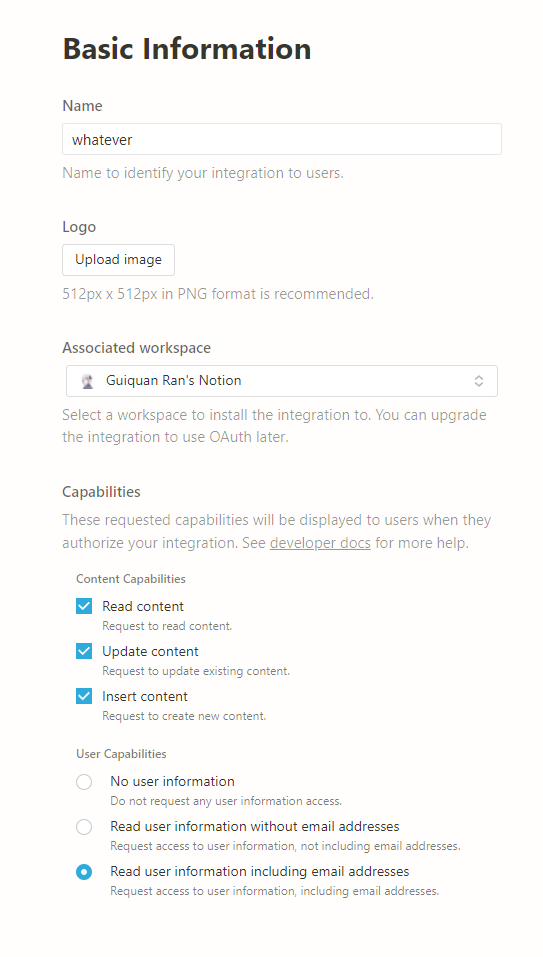 Basic Information
Name
whatever
Name to identify your integration to users.
Logo
Upload image
512px x 512px in PNG format is recommended.
Associated workspace
Guiquan Ran's Notion
Select a workspace to install the integration to. You can upgrade
the integration to use OAuth later.
Capabilities
These requested capabilities will be displayed to users when they
authorize your integration. See developer docs for more help.
Content Capabilities
Read content
Request to read content.
Update content
Request to update existing content.
Insert content
Request to create new content.
User Capabilities
No user information
Do not request any user information access.
Read user information without email addresses
Request access to user information, not including email addresses.
Read user information including email addresses
Request access to user information, including email addresses.